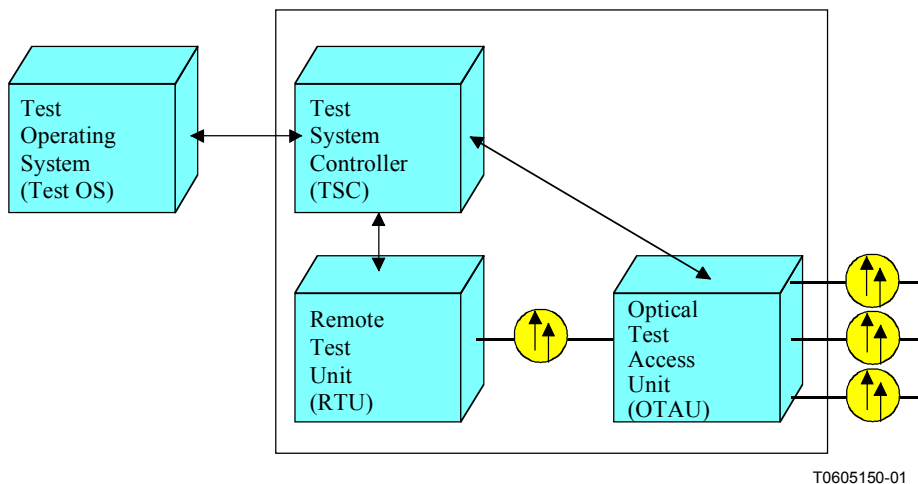 Test
Operating
System
(Test OS)
Test
System
Controller
(TSC)
Remote
Test
Unit
(RTU)
Optical
Test
Access
Unit
(OTAU)
T0605150-01